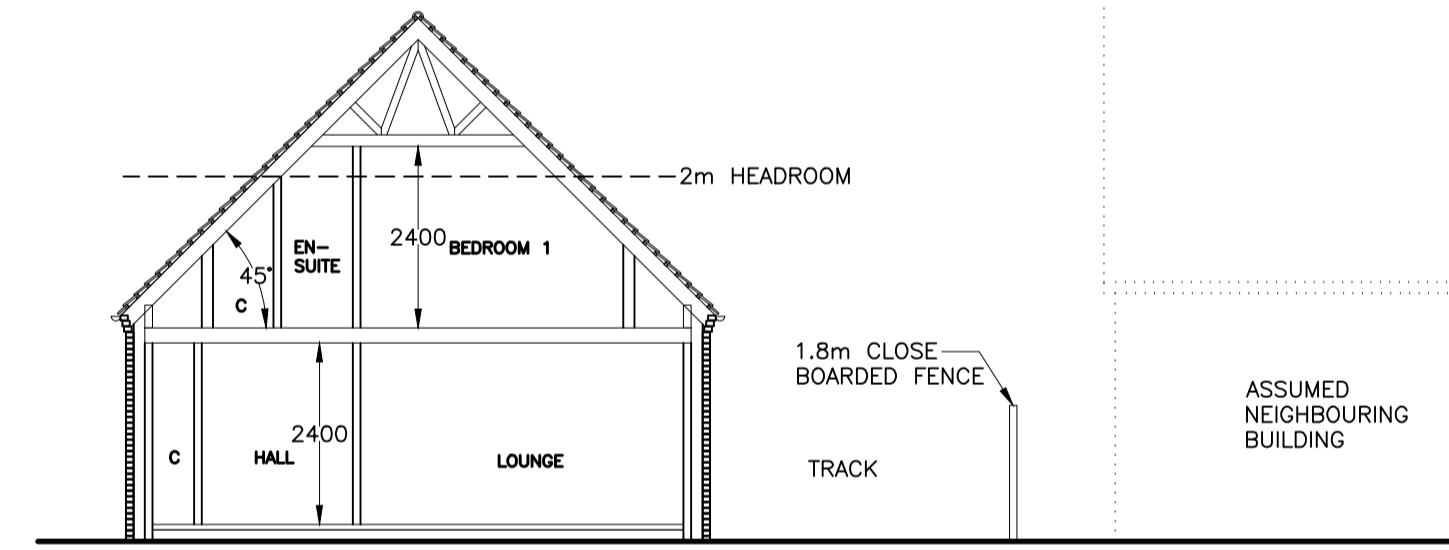 2m HEADROOM
2400
BEDROOM 1
EN-
SUITE
45°
C
1.8m CLOSE
BOARDED FENCE
ASSUMED
NEIGHBOURING
BUILDING
2400
C
HALL
LOUNGE
TRACK